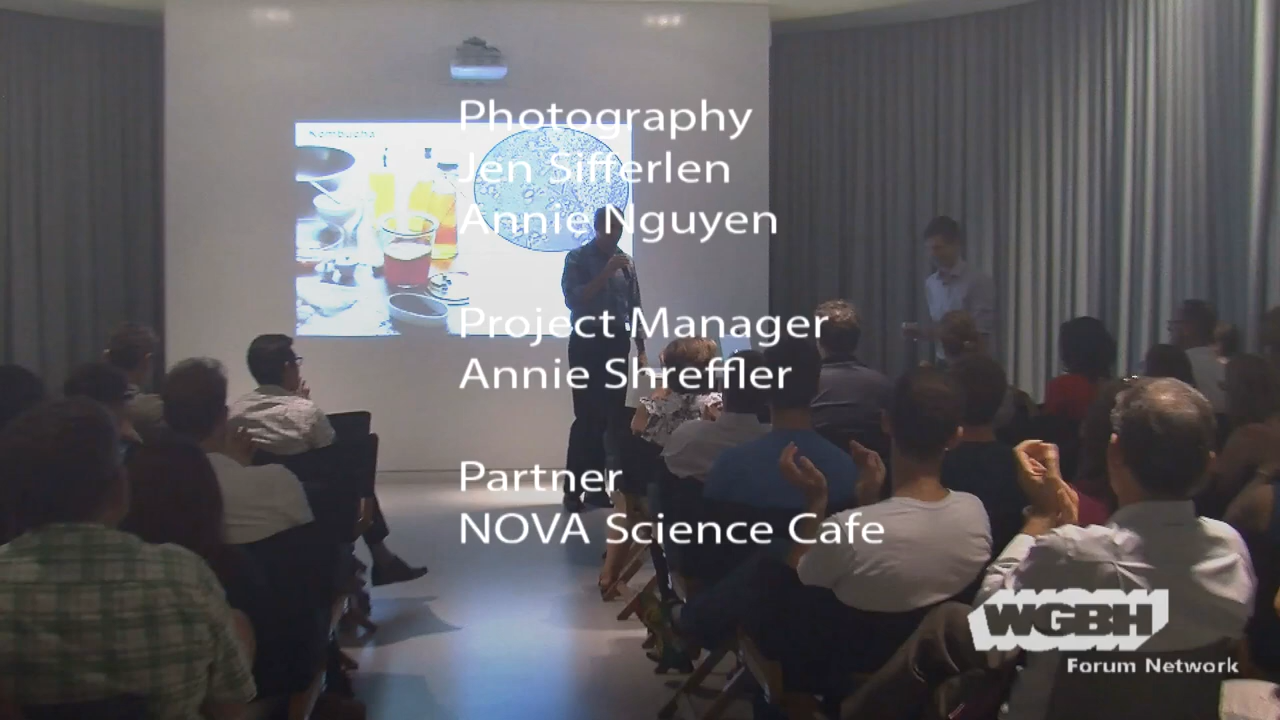 Kombucha
Photography
Jen Sifferlen
Annie Nguyen
Project Manager
Annie Shreffler
Partner
NOVA Science Cafe
WGBH
Forum Network